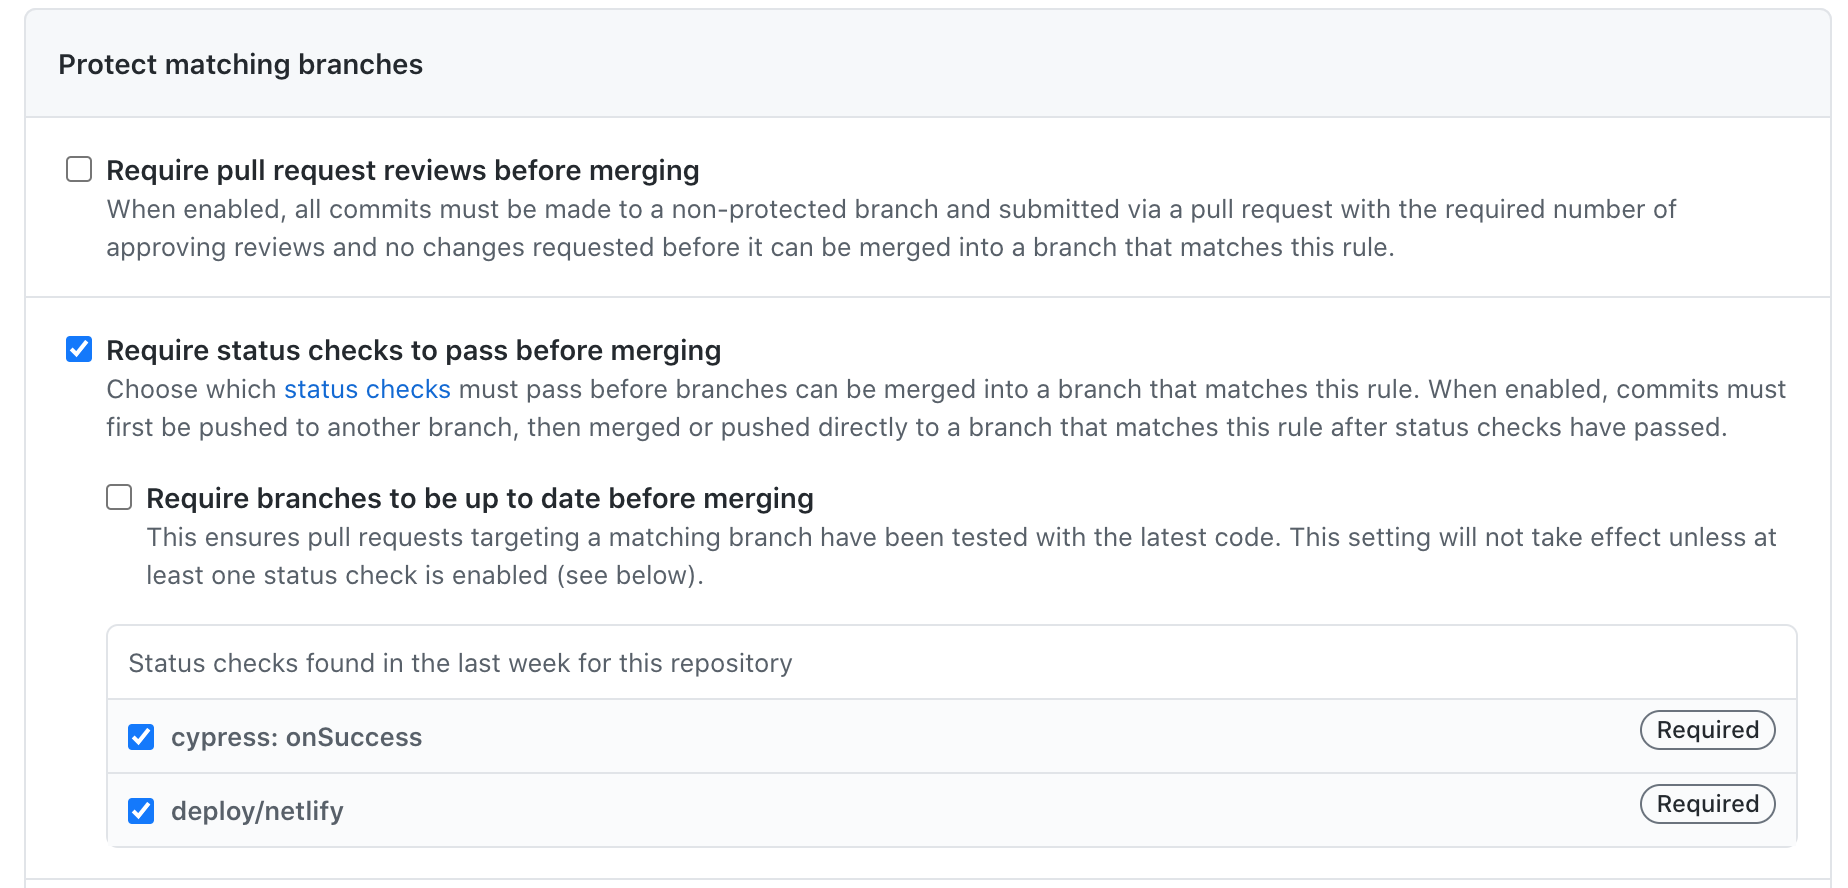 Protect matching branches
Require pull request reviews before merging
When enabled, all commits must be made to a non-protected branch and submitted via a pull request with the required number of
approving reviews and no changes requested before it can be merged into a branch that matches this rule.
Require status checks to pass before merging
Choose which status checks must pass before branches can be merged into a branch that matches this rule. When enabled, commits must
first be pushed to another branch, then merged or pushed directly to a branch that matches this rule after status checks have passed.
Require branches to be up to date before merging
This ensures pull requests targeting a matching branch have been tested with the latest code. This setting will not take effect unless at
least one status check is enabled (see below).
Status checks found in the last week for this repository
cypress: onSuccess Required
deploy/netlify Required